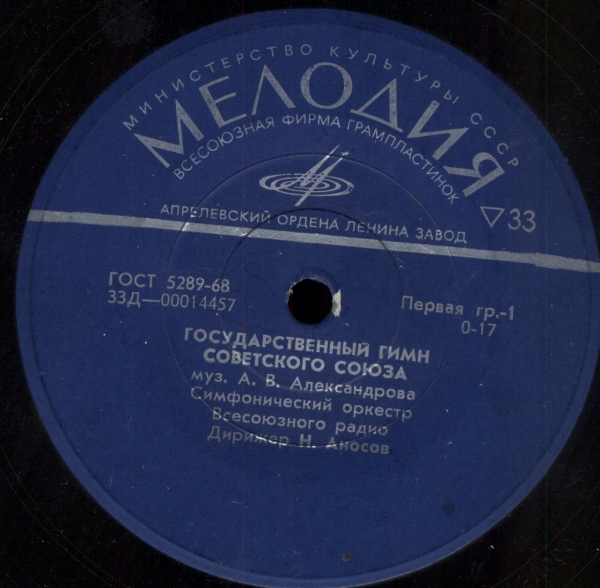 МИНИСТЕРСТВО КУЛЬТУРЫ СССР
МЕЛОДИЯ
ВСЕСОЮЗНАЯ ФИРМА ГРАМПЛАСТИНОК
АПРЕЛЕВСКИЙ ОРДЕНА ЛЕНИНА ЗАВОД
▽33
ГОСТ 5289-68
33Д—00014457
Первая гр.-1
0-17
ГОСУДАРСТВЕННЫЙ ГИМН
СОВЕТСКОГО СОЮЗА
муз. А. В. Александрова
Симфонический оркестр
Всесоюзного радио
Дирижер Н. Аносов